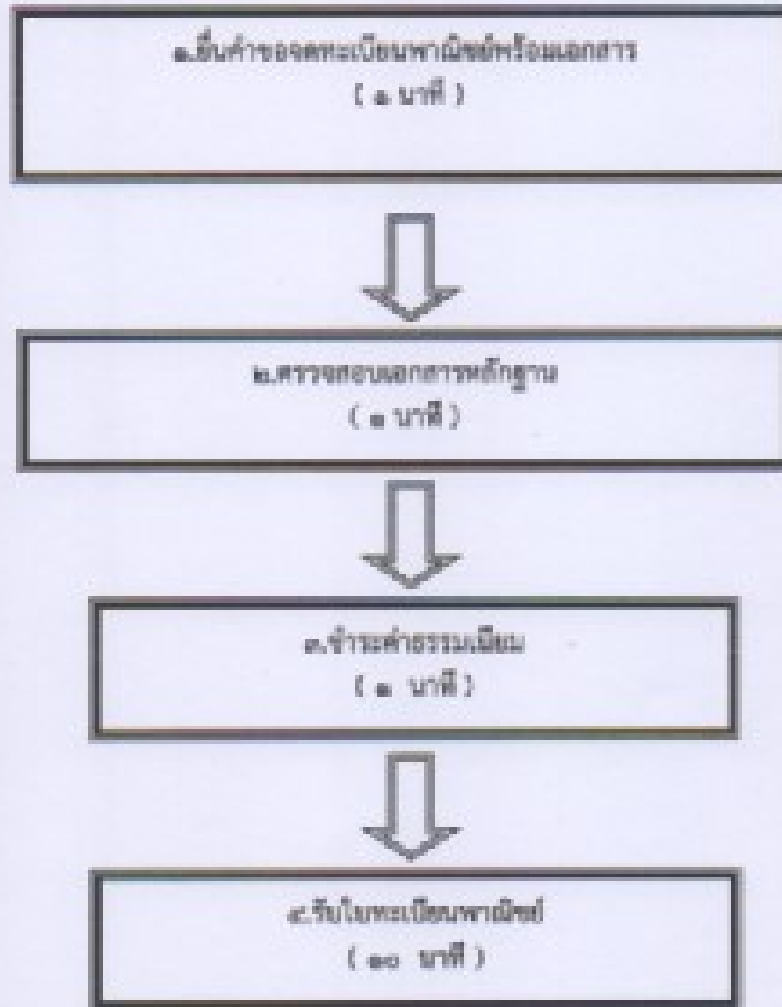 ๑.ยื่นคำขอจดทะเบียนพาณิชย์พร้อมเอกสาร
( ๑ นาที )
๒.ตรวจสอบเอกสารหลักฐาน
( ๑ นาที )
๓.ชำระค่าธรรมเนียม
( ๑ นาที )
๔.รับใบทะเบียนพาณิชย์
( ๑๐ นาที )